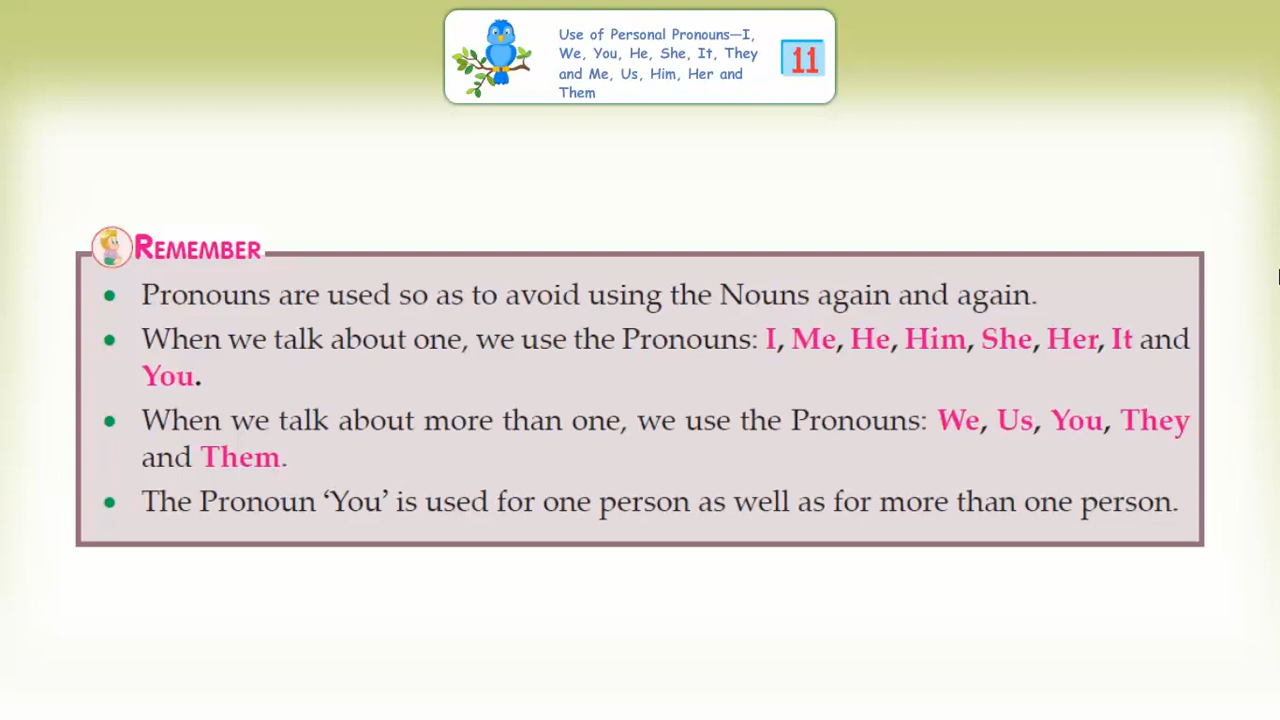 Use of Personal Pronouns—I,
We, You, He, She, It, They
and Me, Us, Him, Her and
Them
11
REMEMBER
• Pronouns are used so as to avoid using the Nouns again and again.
• When we talk about one, we use the Pronouns: I, Me, He, Him, She, Her, It and
You.
• When we talk about more than one, we use the Pronouns: We, Us, You, They
and Them.
• The Pronoun ‘You’ is used for one person as well as for more than one person.